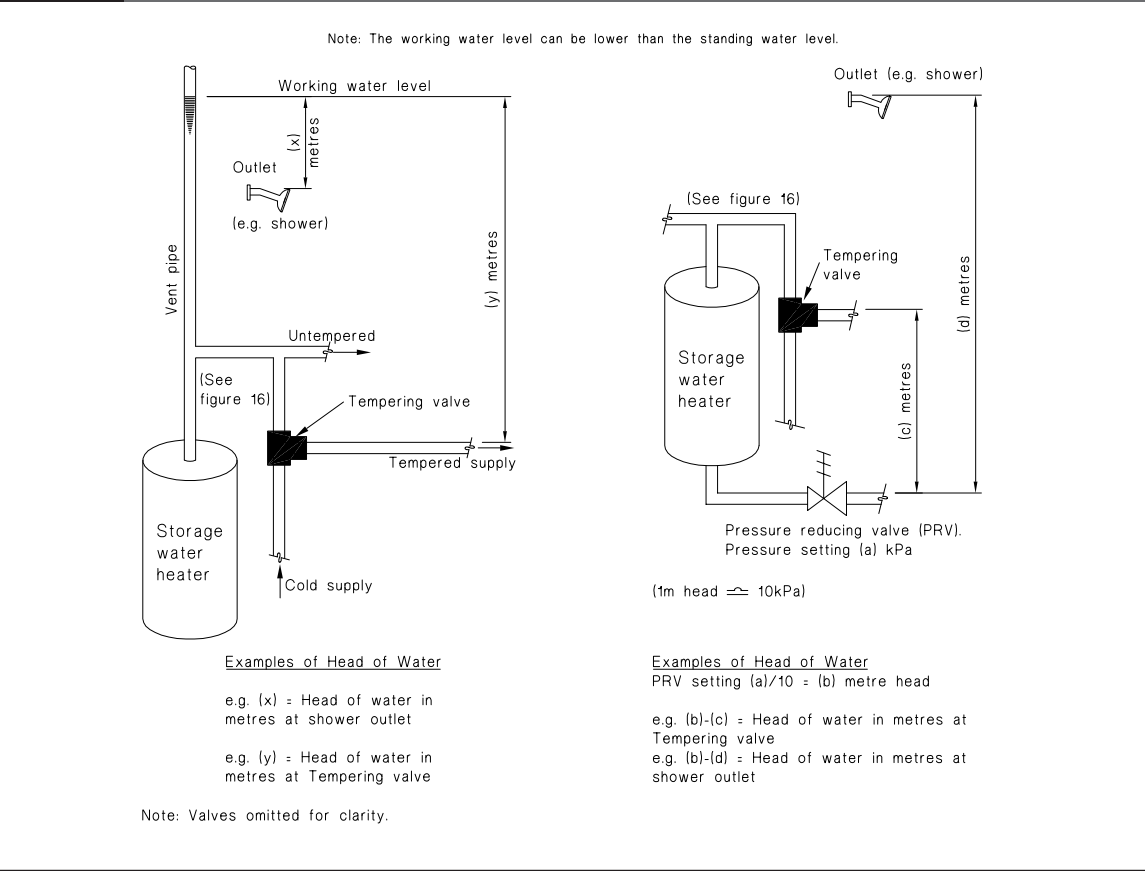 Note: The working water level can be lower than the standing water level.
Working water level
(x)
metres
Outlet
(e.g. shower)
Vent pipe
(y) metres
Untempered
(See
figure 16)
Tempering valve
Tempered supply
Storage
water
heater
Cold supply
Examples of Head of Water
e.g. (x) = Head of water in
metres at shower outlet
e.g. (y) = Head of water in
metres at Tempering valve
Note: Valves omitted for clarity.
Outlet (e.g. shower)
(See figure 16)
Tempering
valve
(d) metres
Storage
water
heater
(c) metres
Pressure reducing valve (PRV).
Pressure setting (a) kPa
(1m head ≏ 10kPa)
Examples of Head of Water
PRV setting (a)/10 = (b) metre head
e.g. (b)-(c) = Head of water in metres at
Tempering valve
e.g. (b)-(d) = Head of water in metres at
shower outlet